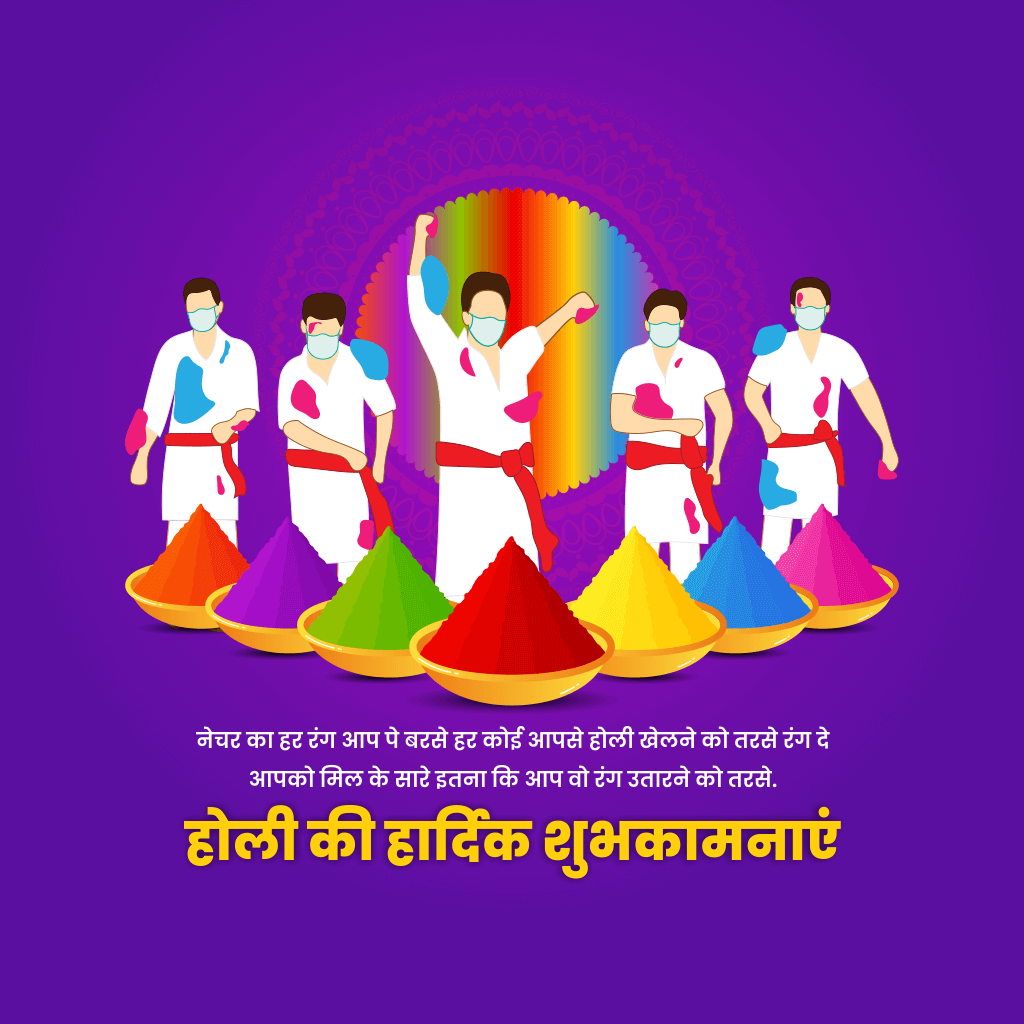 नेचर का हर रंग आप पे बरसे हर कोई आपसे होली खेलने को तरसे रंग दे
आपको मिल के सारे इतना कि आप वो रंग उतारने को तरसे.
होली की हार्दिक शुभकामनाएं